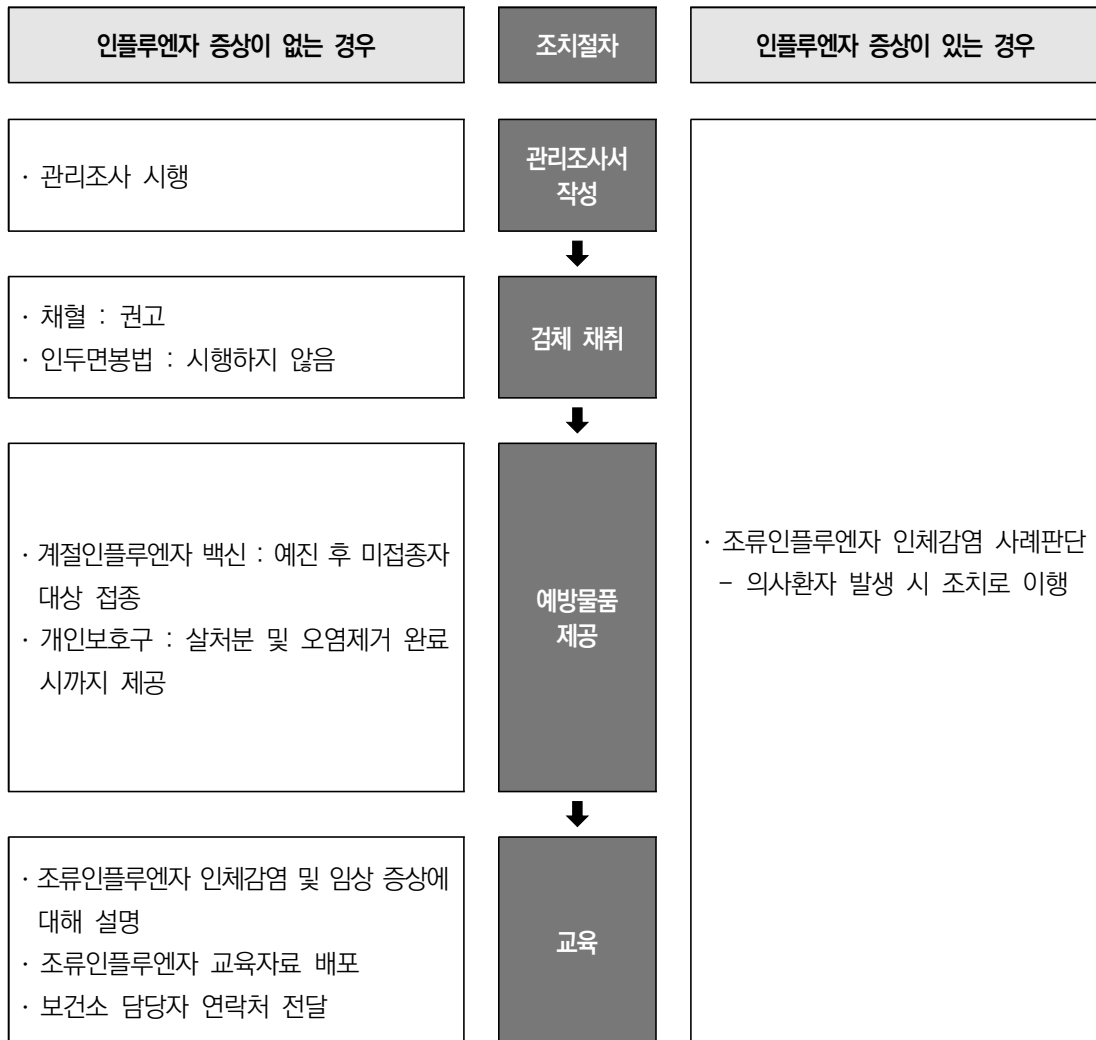 인플루엔자 증상이 없는 경우
조치절차
인플루엔자 증상이 있는 경우
· 관리조사 시행
관리조사서
작성
· 채혈 : 권고
· 인두면봉법 : 시행하지 않음
검체 채취
· 계절인플루엔자 백신 : 예진 후 미접종자
대상 접종
· 개인보호구 : 살처분 및 오염제거 완료
시까지 제공
예방물품
제공
· 조류인플루엔자 인체감염 및 임상 증상에
대해 설명
· 조류인플루엔자 교육자료 배포
· 보건소 담당자 연락처 전달
교육
· 조류인플루엔자 인체감염 사례판단
- 의사환자 발생 시 조치로 이행